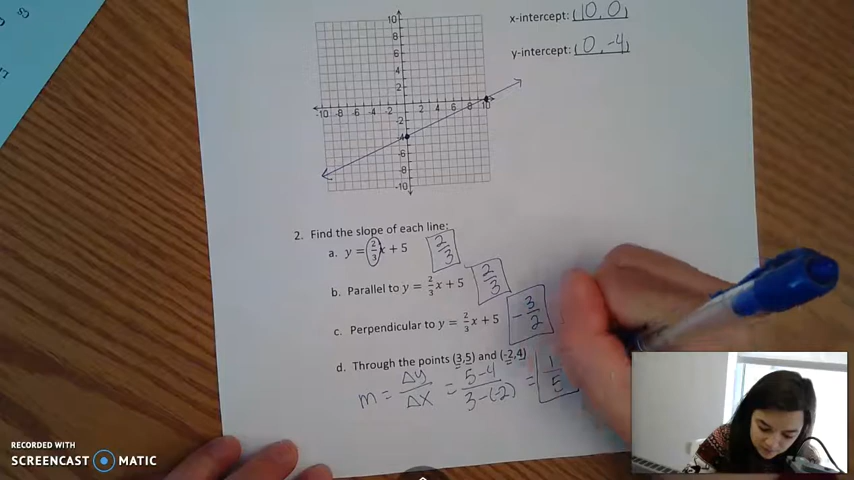 x-intercept: (10, 0)
y-intercept: (0, -4)
10
8
6
4
2
-10 -8 -6 -4 -2 2 4 6 8 10
-2
-4
-6
-8
-10
2. Find the slope of each line:
a. y = 2/3 x + 5 2/3
b. Parallel to y = 2/3 x + 5 2/3
c. Perpendicular to y = 2/3 x + 5 -3/2
d. Through the points (3,5) and (-2,4)
m = Δy/Δx = 5-4/3-(-2) = 1/5
RECORDED WITH
SCREENCAST MATIC